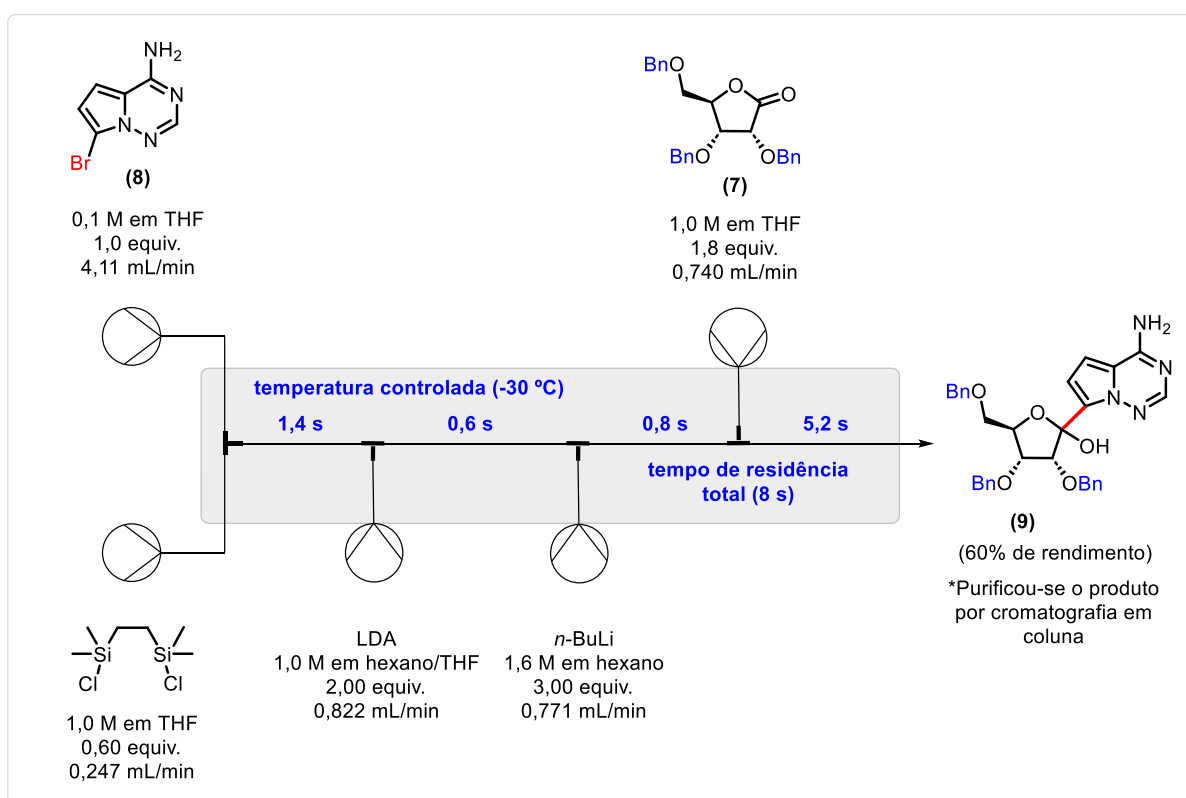 NH2
N
N
N
Br
(8)
0,1 M em THF
1,0 equiv.
4,11 mL/min
BnO
O
O
BnO
OBn
(7)
1,0 M em THF
1,8 equiv.
0,740 mL/min
temperatura controlada (-30 ºC)
1,4 s
0,6 s
0,8 s
5,2 s
tempo de residência
total (8 s)
NH2
N
N
N
BnO
O
OH
BnO
OBn
(9)
(60% de rendimento)
*Purificou-se o produto
por cromatografia em
coluna
Si
Si
Cl
Cl
1,0 M em THF
0,60 equiv.
0,247 mL/min
LDA
1,0 M em hexano/THF
2,00 equiv.
0,822 mL/min
n-BuLi
1,6 M em hexano
3,00 equiv.
0,771 mL/min